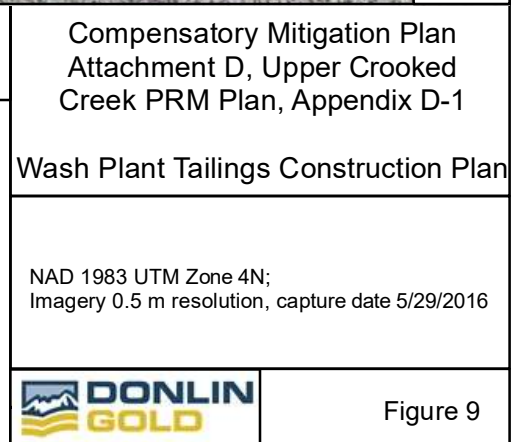 Compensatory Mitigation Plan
Attachment D, Upper Crooked
Creek PRM Plan, Appendix D-1
Wash Plant Tailings Construction Plan
NAD 1983 UTM Zone 4N;
Imagery 0.5 m resolution, capture date 5/29/2016
DONLIN
GOLD
Figure 9